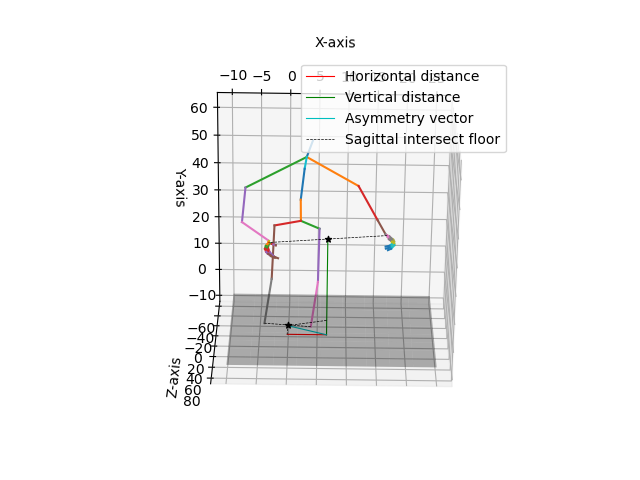 X-axis
−10 −5 0 5
Horizontal distance
Vertical distance
Asymmetry vector
Sagittal intersect floor
60
50
40
30
20
10
0
−10
Y-axis
−60
−40
−20
0
20
40
60
80
Z-axis